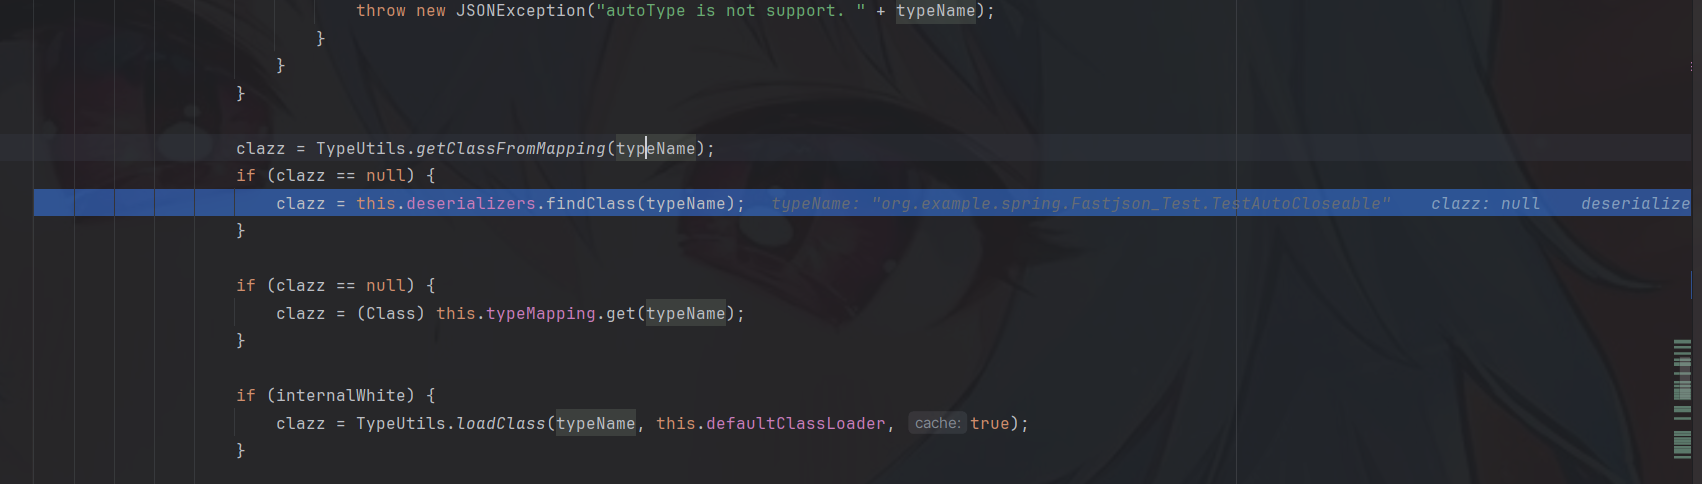 throw new JSONException("autoType is not support. " + typeName);
}
}
}
clazz = TypeUtils.getClassFromMapping(typeName);
if (clazz == null) {
clazz = this.deserializers.findClass(typeName); typeName: "org.example.spring.Fastjson_Test.TestAutoCloseable" clazz: null deserialize
}
if (clazz == null) {
clazz = (Class) this.typeMapping.get(typeName);
}
if (internalWhite) {
clazz = TypeUtils.loadClass(typeName, this.defaultClassLoader, cache: true);
}